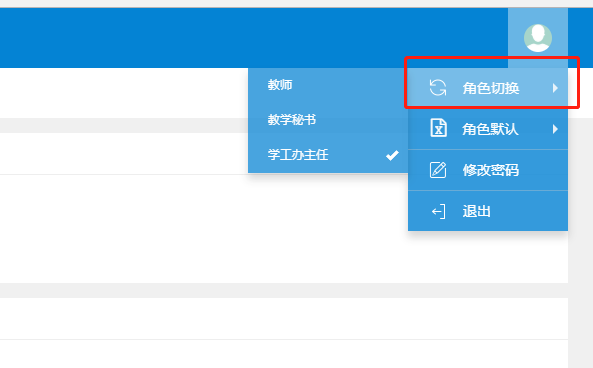 教师
教学秘书
学工办主任
角色切换
角色默认
修改密码
退出